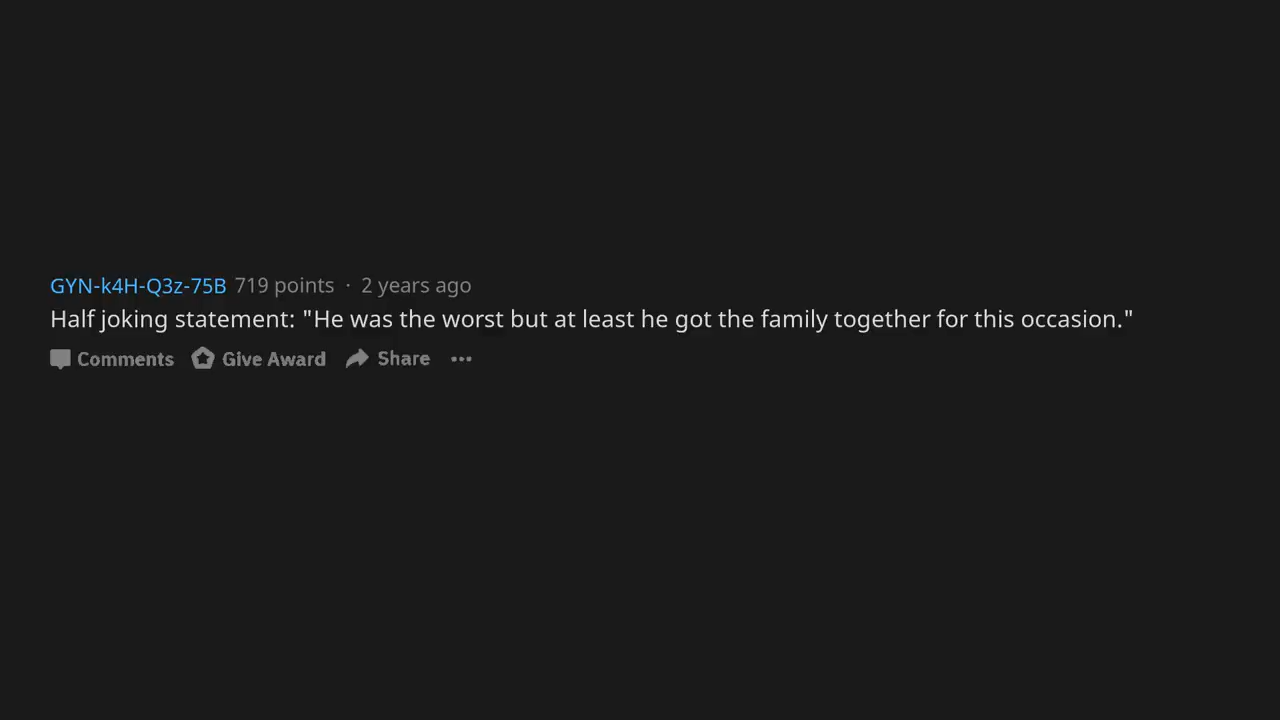 GYN-k4H-Q3z-75B 719 points · 2 years ago
Half joking statement: "He was the worst but at least he got the family together for this occasion."
Comments Give Award Share ···